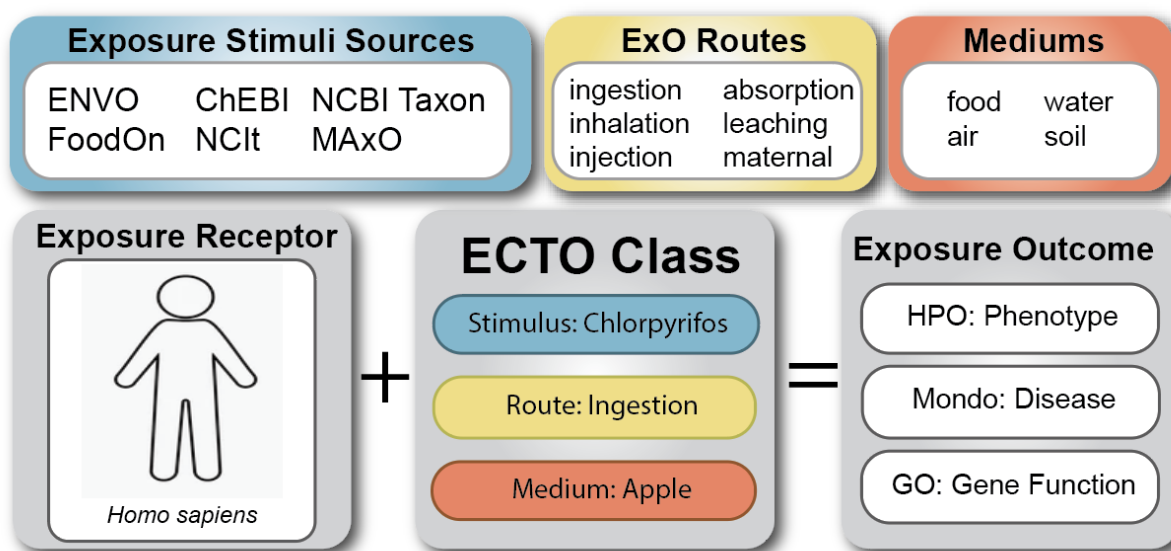 Exposure Stimuli Sources
ENVO ChEBI NCBI Taxon
FoodOn NCIt MAxO
ExO Routes
ingestion absorption
inhalation leaching
injection maternal
Mediums
food water
air soil
Exposure Receptor
Homo sapiens
+
ECTO Class
Stimulus: Chlorpyrifos
Route: Ingestion
Medium: Apple
=
Exposure Outcome
HPO: Phenotype
Mondo: Disease
GO: Gene Function